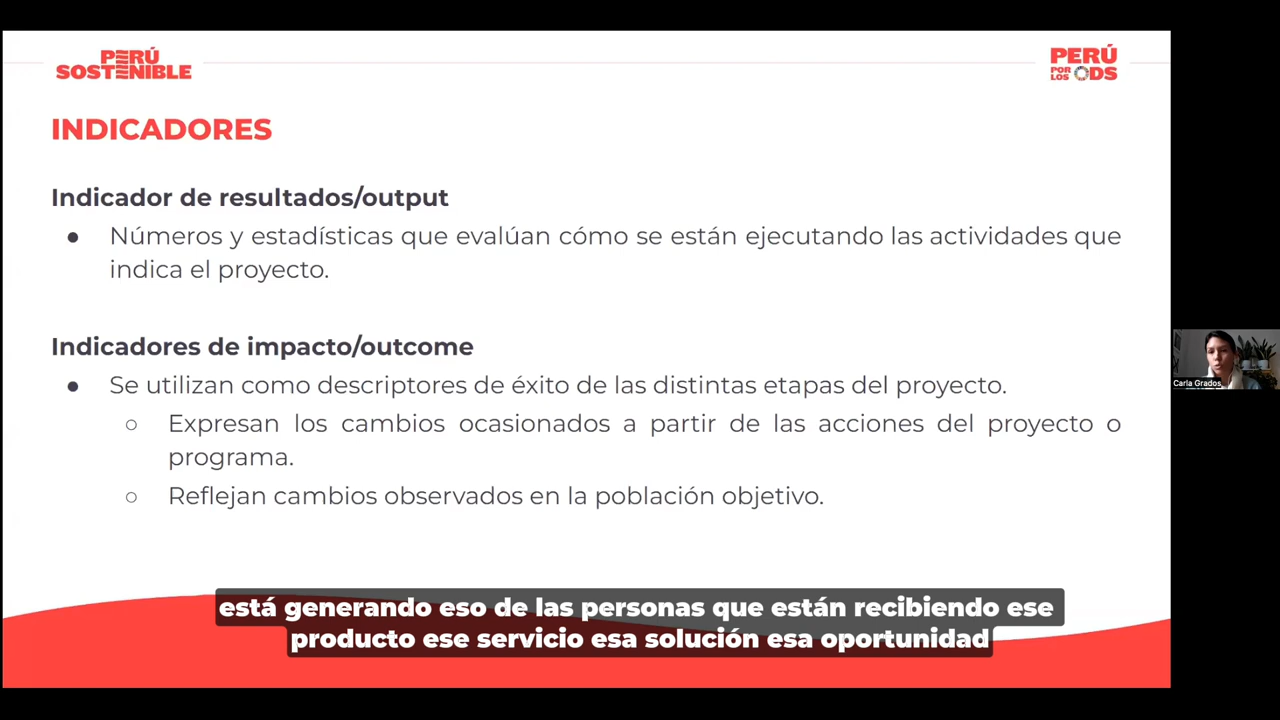 PERÚ
SOSTENIBLE
PERÚ
POR
LOS ODS
INDICADORES
Indicador de resultados/output
● Números y estadísticas que evalúan cómo se están ejecutando las actividades que
indica el proyecto.
Indicadores de impacto/outcome
● Se utilizan como descriptores de éxito de las distintas etapas del proyecto.
○ Expresan los cambios ocasionados a partir de las acciones del proyecto o
programa.
○ Reflejan cambios observados en la población objetivo.
Carla Grados
está generando eso de las personas que están recibiendo ese
producto ese servicio esa solución esa oportunidad